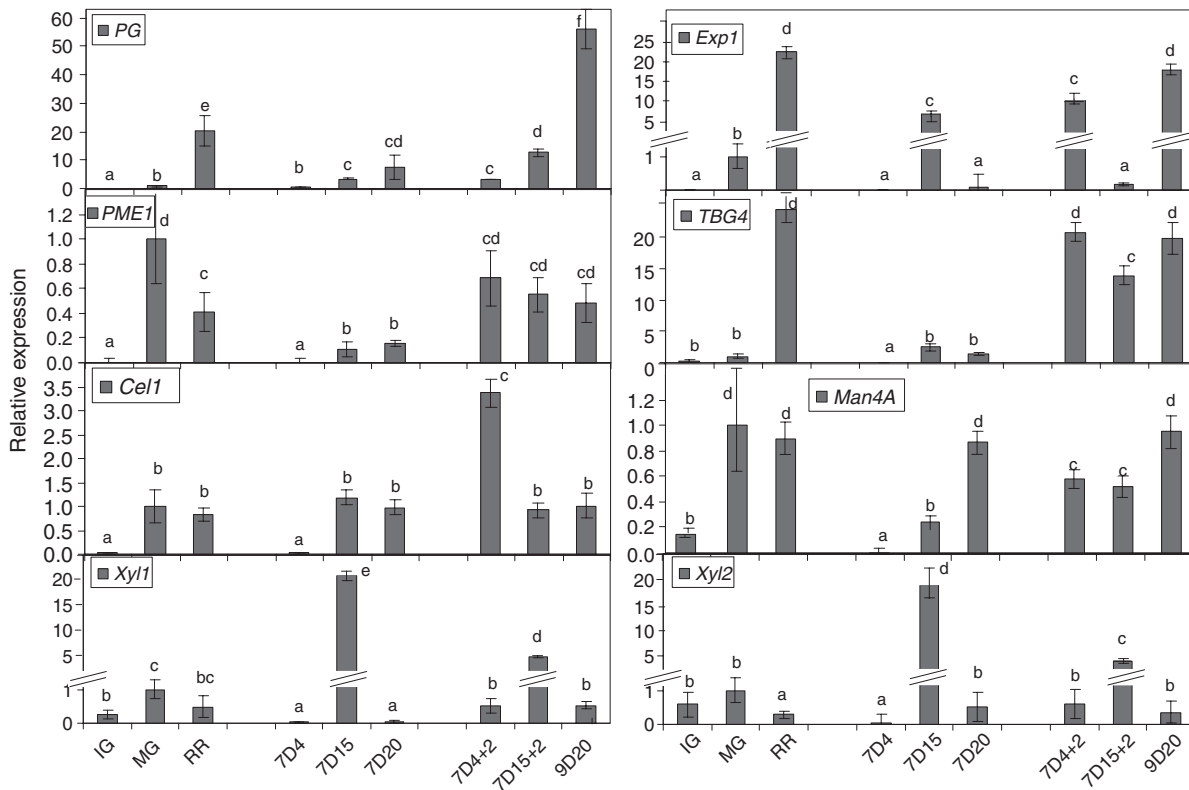 Relative expression
PG
60
50
40
30
20
10
0
a
b
e
b
c
cd
c
d
f
PME1
1.2
1.0
0.8
0.6
0.4
0.2
0.0
a
d
c
a
b
b
cd
cd
cd
Cel1
3.5
3.0
2.5
2.0
1.5
1.0
0.5
0.0
a
b
b
a
b
b
c
b
b
Xyl1
20
15
10
5
1
0
b
c
bc
a
e
a
b
d
b
IG
MG
RR
7D4
7D15
7D20
7D4+2
7D15+2
9D20
Exp1
25
20
15
10
5
1
a
b
d
a
c
a
c
a
d
TBG4
20
10
5
0
b
b
d
a
b
b
d
c
d
Man4A
1.2
1.0
0.8
0.6
0.4
0.2
0.0
b
d
d
a
b
d
c
c
d
Xyl2
20
15
10
5
1
0
b
b
a
a
d
b
b
c
b
IG
MG
RR
7D4
7D15
7D20
7D4+2
7D15+2
9D20